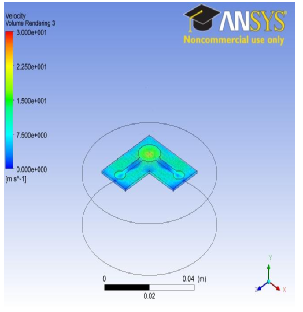 Velocity
Volume Rendering 3
3.000e+001
2.250e+001
1.500e+001
7.500e+000
0.000e+000
[m s^-1]
ANSYS
Noncommercial use only
0
0.04 (m)
0.02
Y
Z
X